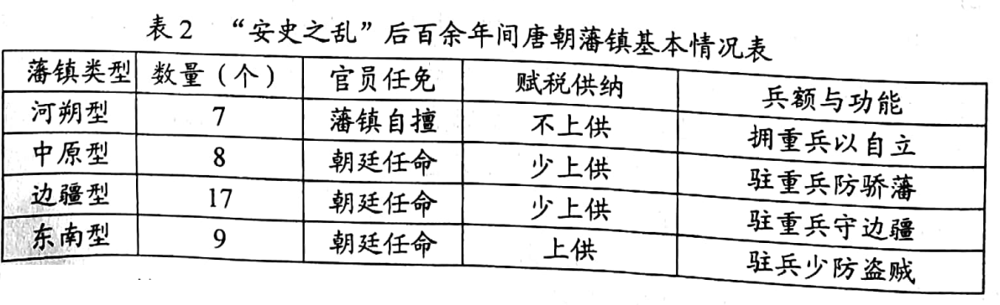 表2 “安史之乱”后百余年间唐朝藩镇基本情况表
藩镇类型 数量（个） 官员任免 赋税供纳 兵额与功能
河朔型 7 藩镇自擅 不上供 拥重兵以自立
中原型 8 朝廷任命 少上供 驻重兵防骄藩
边疆型 17 朝廷任命 少上供 驻重兵守边疆
东南型 9 朝廷任命 上供 驻兵少防盗贼